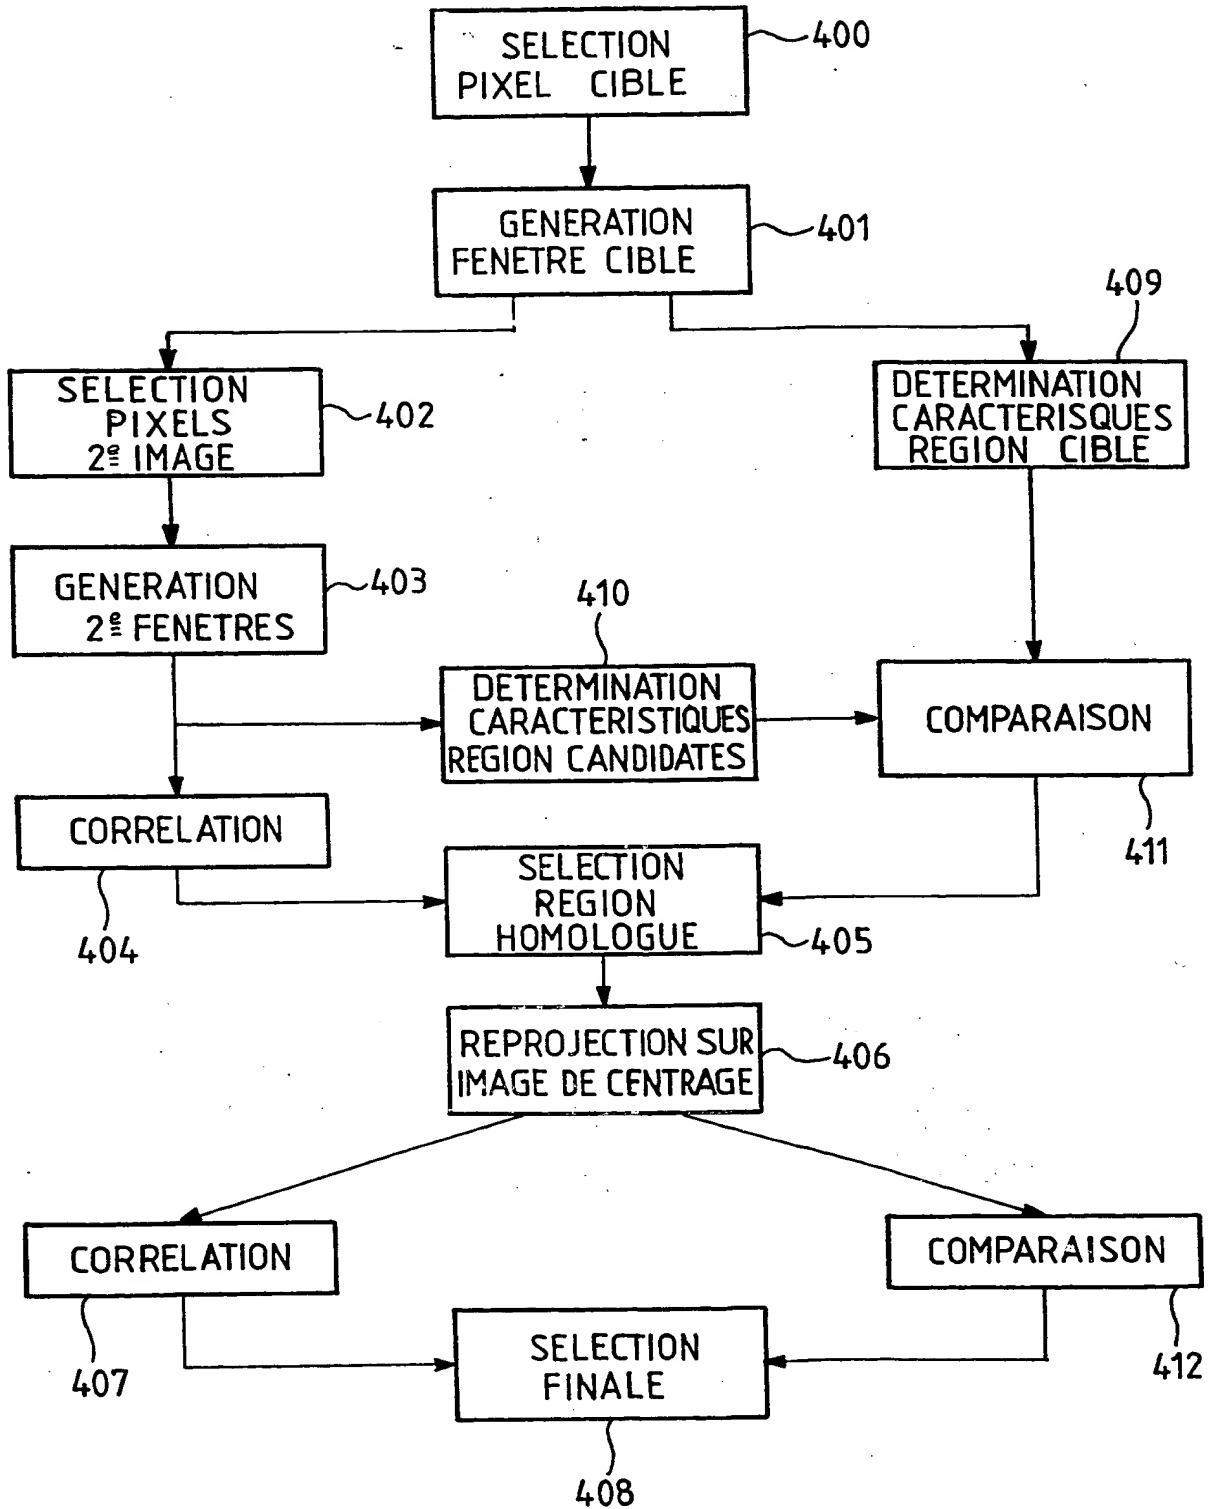 SELECTION
PIXEL CIBLE
400
GENERATION
FENETRE CIBLE
401
409
SELECTION
PIXELS
2e IMAGE
402
DETERMINATION
CARACTERISQUES
REGION CIBLE
GENERATION
2e FENETRES
403
410
DETERMINATION
CARACTERISTIQUES
REGION CANDIDATES
COMPARAISON
411
CORRELATION
404
SELECTION
REGION
HOMOLOGUE
405
REPROJECTION SUR
IMAGE DE CENTRAGE
406
CORRELATION
407
COMPARAISON
412
SELECTION
FINALE
408